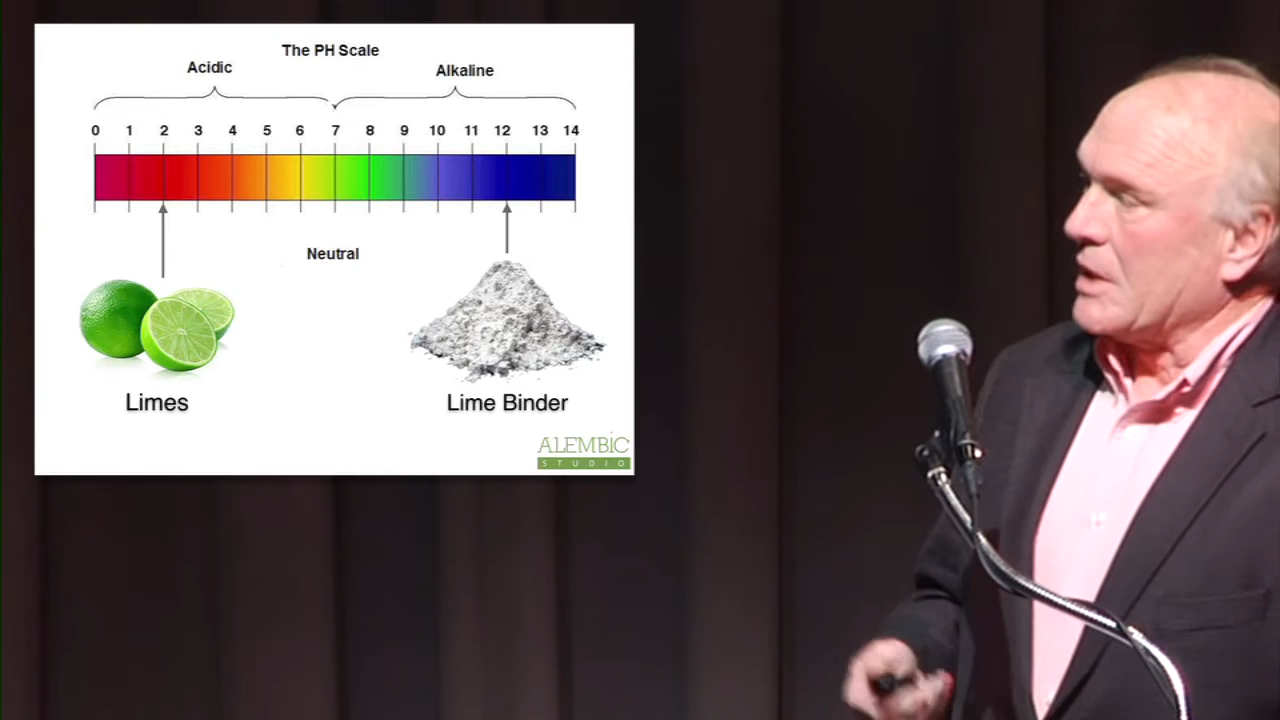 The PH Scale
Acidic
Alkaline
0 1 2 3 4 5 6 7 8 9 10 11 12 13 14
Neutral
Limes
Lime Binder
ALEMBIC
STUDIO